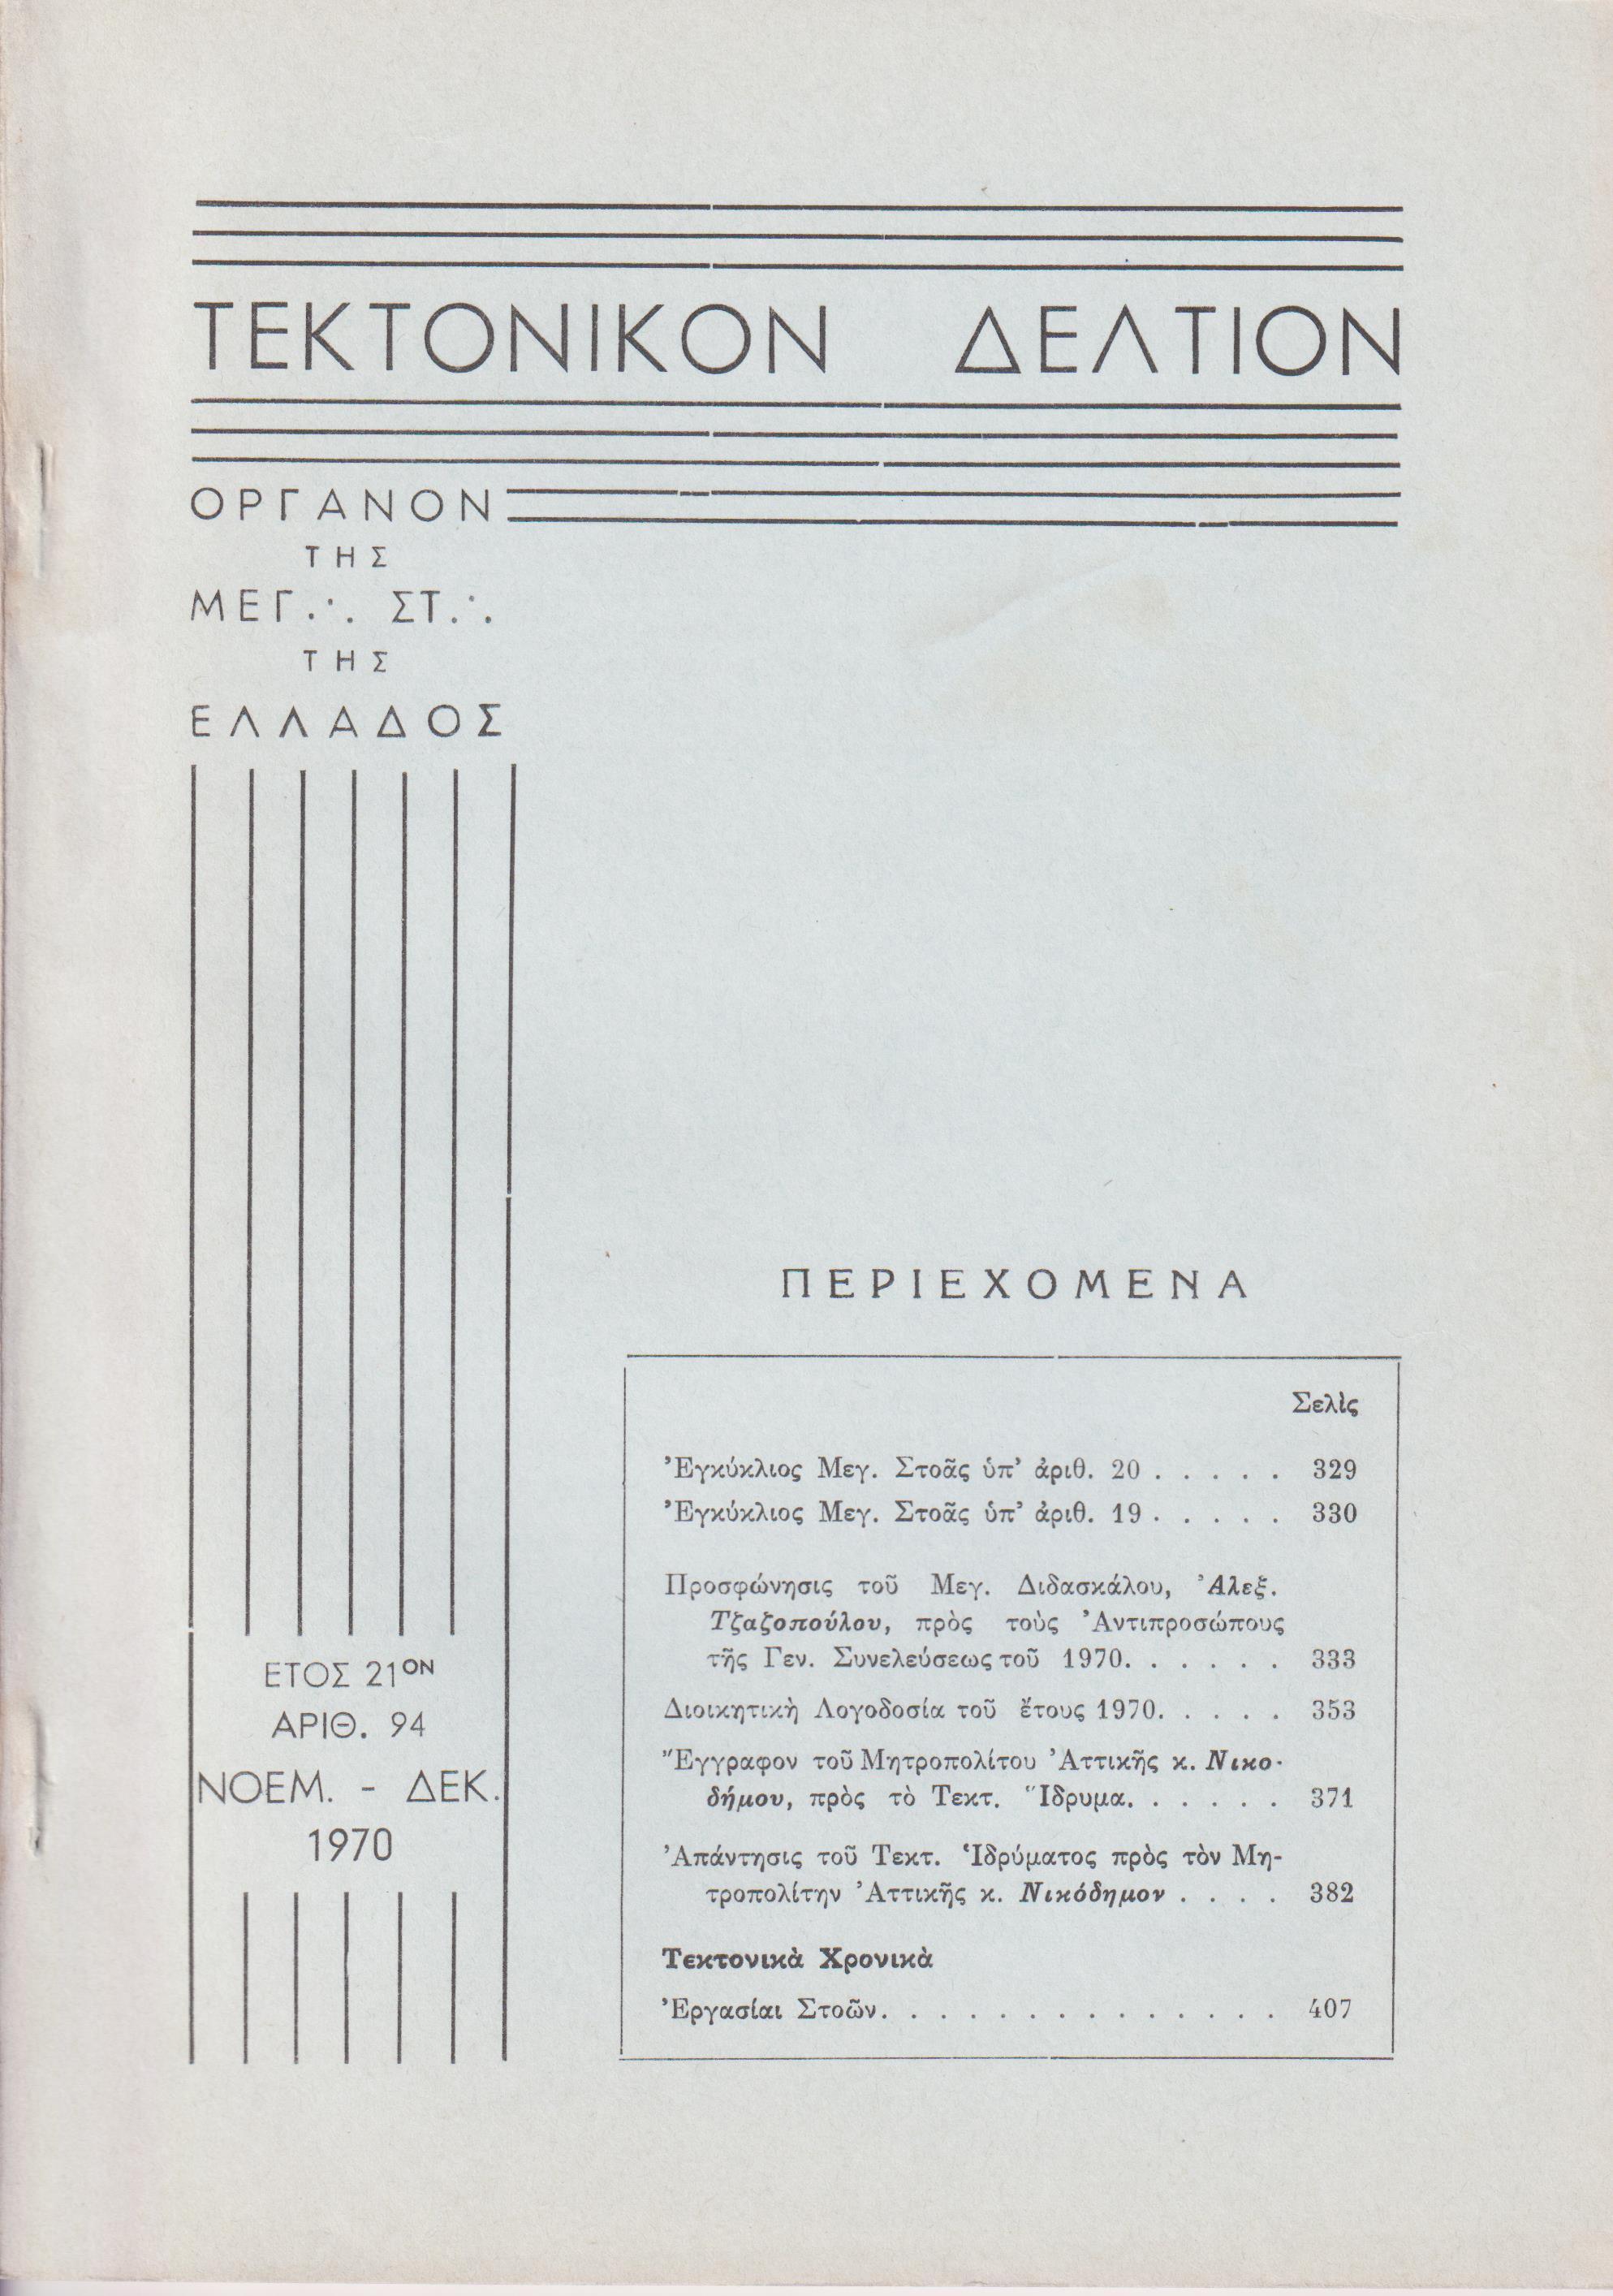 ΤΕΚΤΟΝΙΚΟΝ ΔΕΛΤΙΟΝ
ΟΡΓΑΝΟΝ
ΤΗΣ
ΜΕΓ.·. ΣΤ.·.
ΤΗΣ
ΕΛΛΑΔΟΣ
ΕΤΟΣ 21ΟΝ
ΑΡΙΘ. 94
ΝΟΕΜ. - ΔΕΚ.
1970
ΠΕΡΙΕΧΟΜΕΝΑ
Σελὶς
Ἐγκύκλιος Μεγ. Στοᾶς ὑπ’ ἀριθ. 20 . . . . . 329
Ἐγκύκλιος Μεγ. Στοᾶς ὑπ’ ἀριθ. 19 . . . . . 330
Προσφώνησις τοῦ Μεγ. Διδασκάλου, Ἀλεξ.
Τζαζοπούλου, πρὸς τοὺς Ἀντιπροσώπους
τῆς Γεν. Συνελεύσεως τοῦ 1970. . . . . . 333
Διοικητικὴ Λογοδοσία τοῦ ἔτους 1970. . . . . 353
Ἔγγραφον τοῦ Μητροπολίτου Ἀττικῆς κ. Νικο-
δήμου, πρὸς τὸ Τεκτ. Ἵδρυμα. . . . . . 371
Ἀπάντησις τοῦ Τεκτ. Ἱδρύματος πρὸς τὸν Μη-
τροπολίτην Ἀττικῆς κ. Νικόδημον . . . . 382
Τεκτονικὰ Χρονικὰ
Ἐργασίαι Στοῶν. . . . . . . . . . . . . . 407